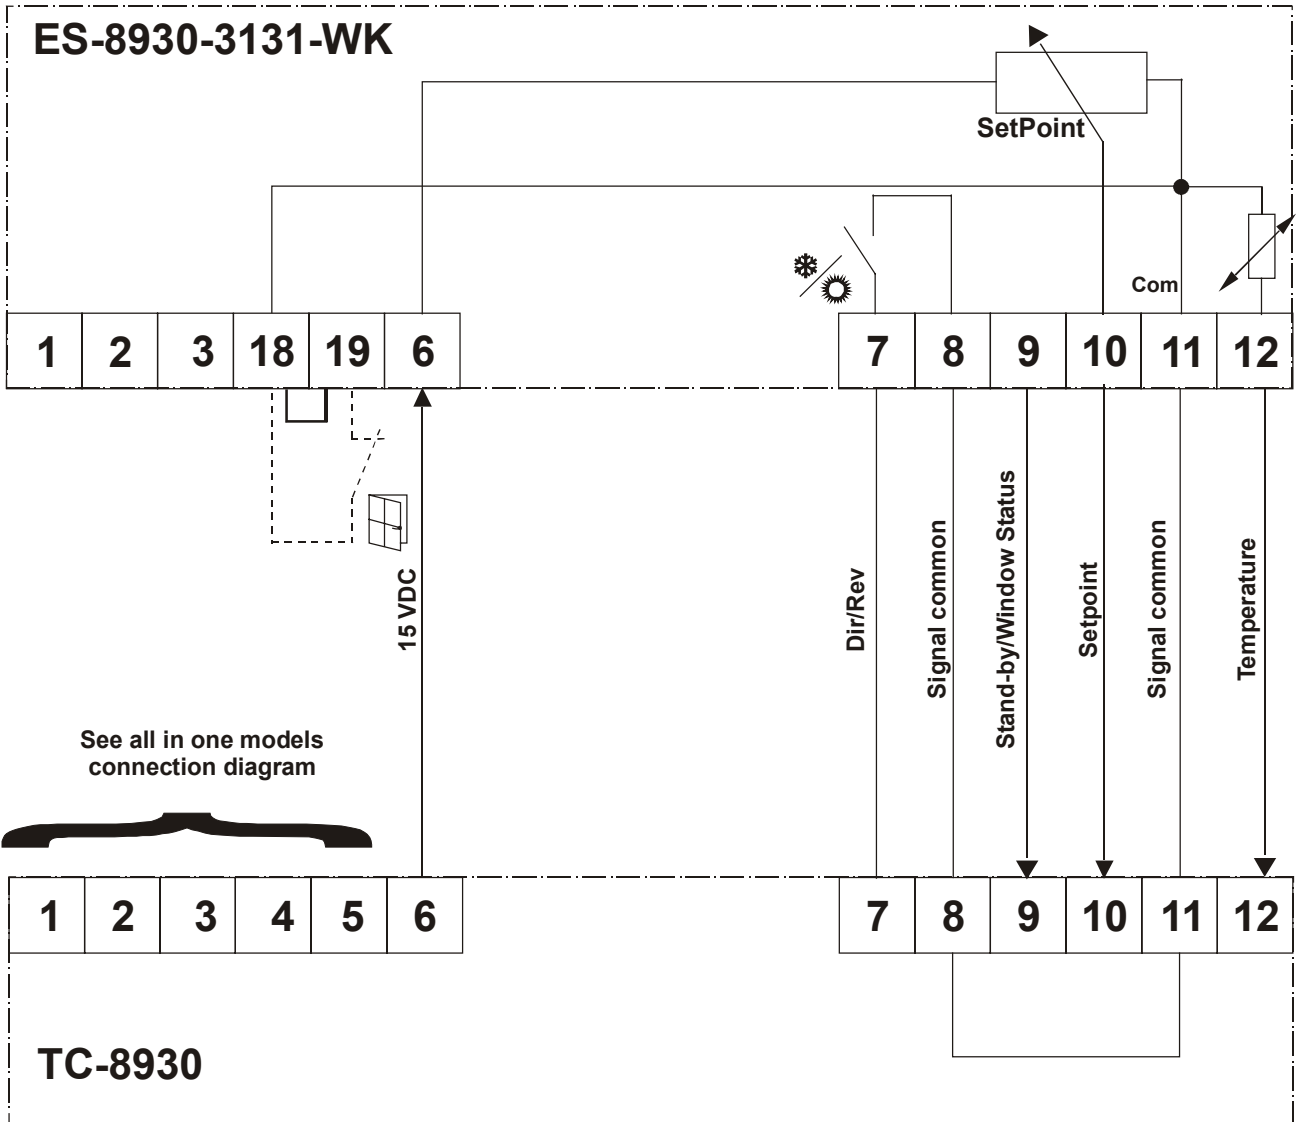 ES-8930-3131-WK
SetPoint
Com
1 2 3 18 19 6 7 8 9 10 11 12
15 VDC
Dir/Rev
Signal common
Stand-by/Window Status
Setpoint
Signal common
Temperature
See all in one models
connection diagram
1 2 3 4 5 6 7 8 9 10 11 12
TC-8930